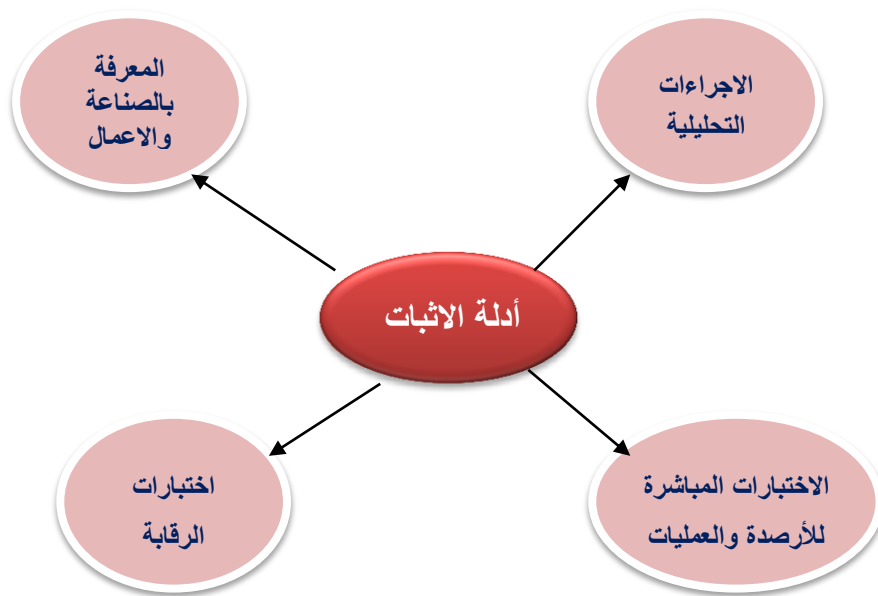 الاجراءات
التحليلية
المعرفة
بالصناعة
والاعمال
أدلة الاثبات
الاختبارات المباشرة
للأرصدة والعمليات
اختبارات
الرقابة